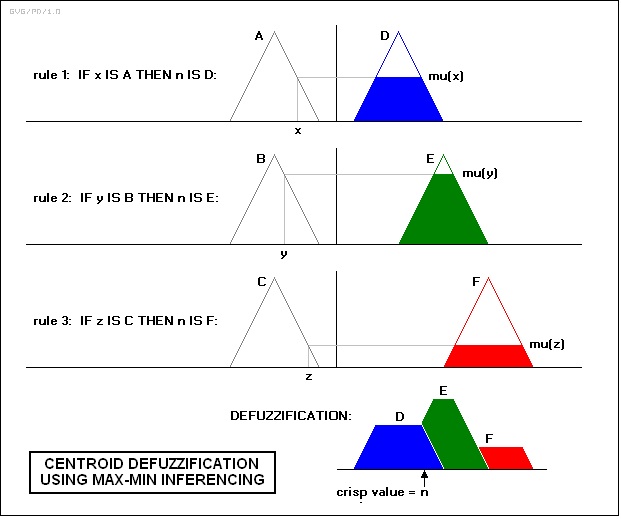 GVG/PD/1.0
A
D
rule 1: IF x IS A THEN n IS D:
mu(x)
x
B
E
mu(y)
rule 2: IF y IS B THEN n IS E:
y
C
F
rule 3: IF z IS C THEN n IS F:
mu(z)
z
E
DEFUZZIFICATION:
D
F
CENTROID DEFUZZIFICATION
USING MAX-MIN INFERENCING
crisp value = n